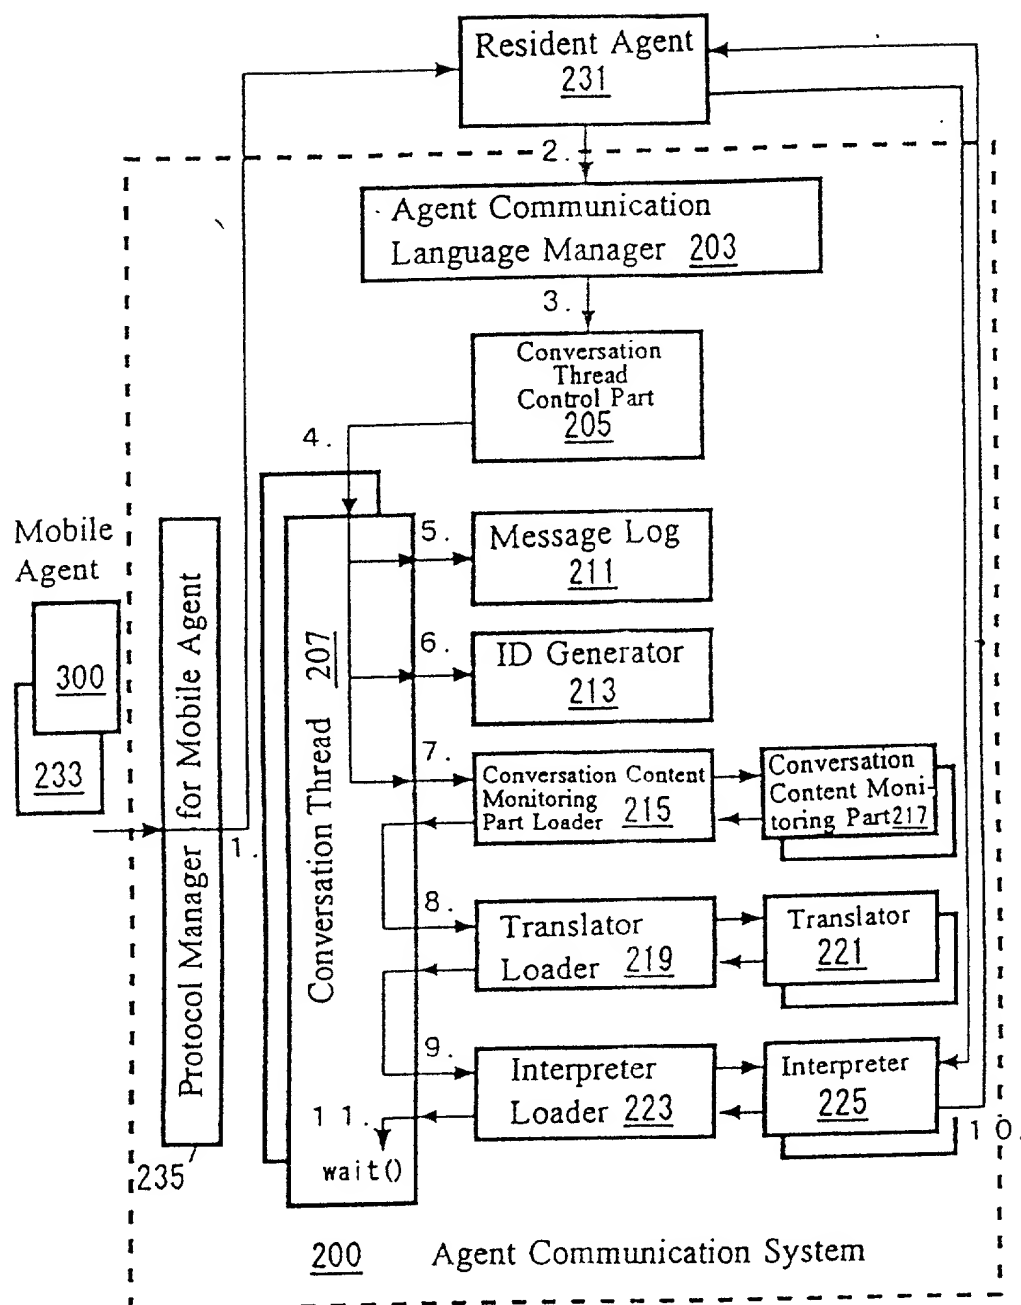 Resident Agent
231
2.
Agent Communication
Language Manager 203
3.
Conversation
Thread
Control Part
205
4.
Mobile
Agent
300
233
Protocol Manager for Mobile Agent
235
1.
Conversation Thread 207
5.
Message Log
211
6.
ID Generator
213
7.
Conversation Content
Monitoring
Part Loader 215
Conversation
Content Moni-
toring Part 217
8.
Translator
Loader 219
Translator
221
9.
Interpreter
Loader 223
Interpreter
225
10.
11.
wait()
200 Agent Communication System